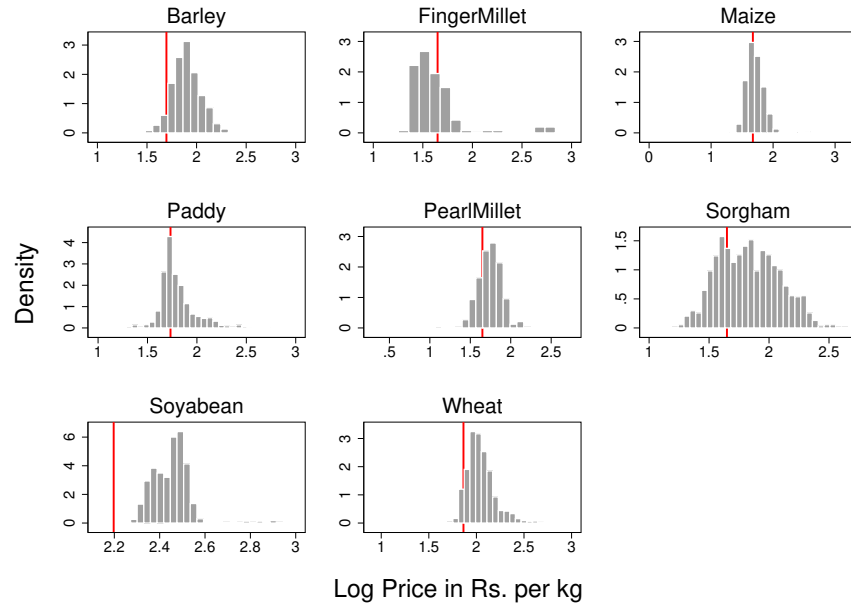 Barley
FingerMillet
Maize
0 1 2 3
1 1.5 2 2.5 3
0 1 2 3
1 1.5 2 2.5 3
0 1 2 3
0 1 2 3
Paddy
PearlMillet
Sorgham
0 1 2 3 4
1 1.5 2 2.5 3
0 1 2 3
.5 1 1.5 2 2.5
0 .5 1 1.5
1 1.5 2 2.5
Density
Soyabean
Wheat
0 2 4 6
2.2 2.4 2.6 2.8 3
0 1 2 3
1 1.5 2 2.5 3
Log Price in Rs. per kg